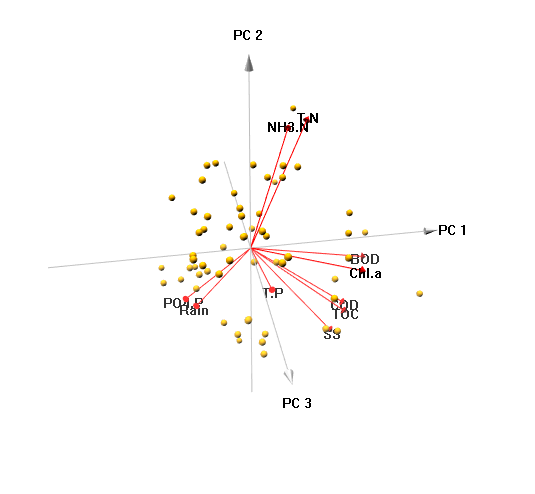 PC 2
T.N
NH3.N
PC 1
BOD
Chl.a
T.P
PO4.P
Rain
COD
TOC
SS
PC 3